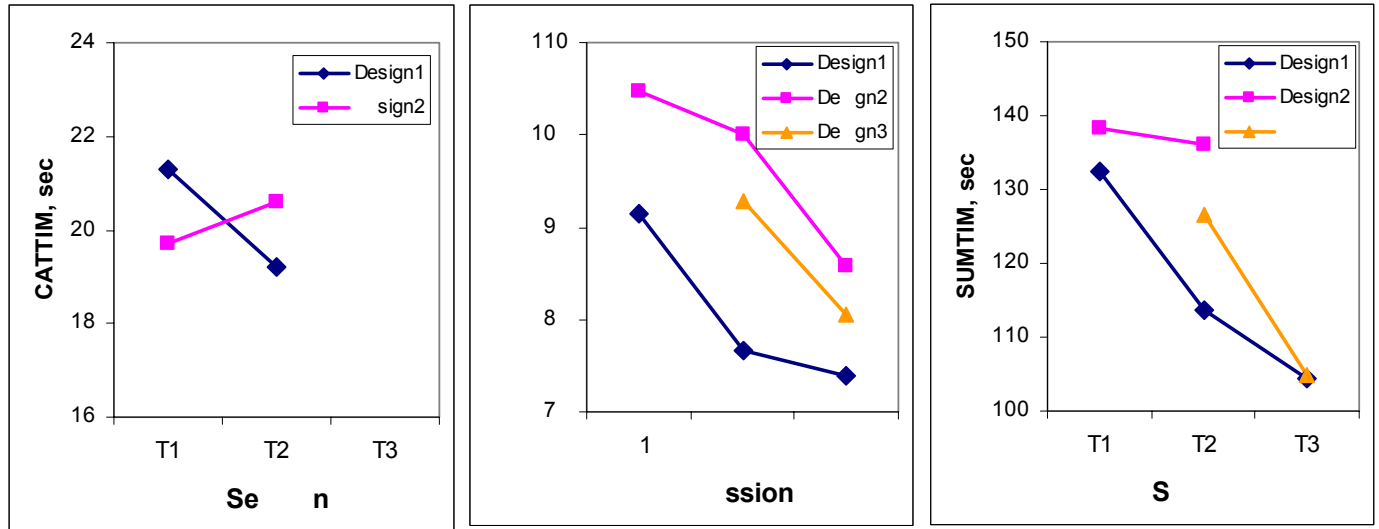 CATTIM, sec
24
22
20
18
16
Design1
sign2
T1 T2 T3
Se n
110
10
9
8
7
Design1
De gn2
De gn3
1
ssion
SUMTIM, sec
150
140
130
120
110
100
Design1
Design2
T1 T2 T3
S